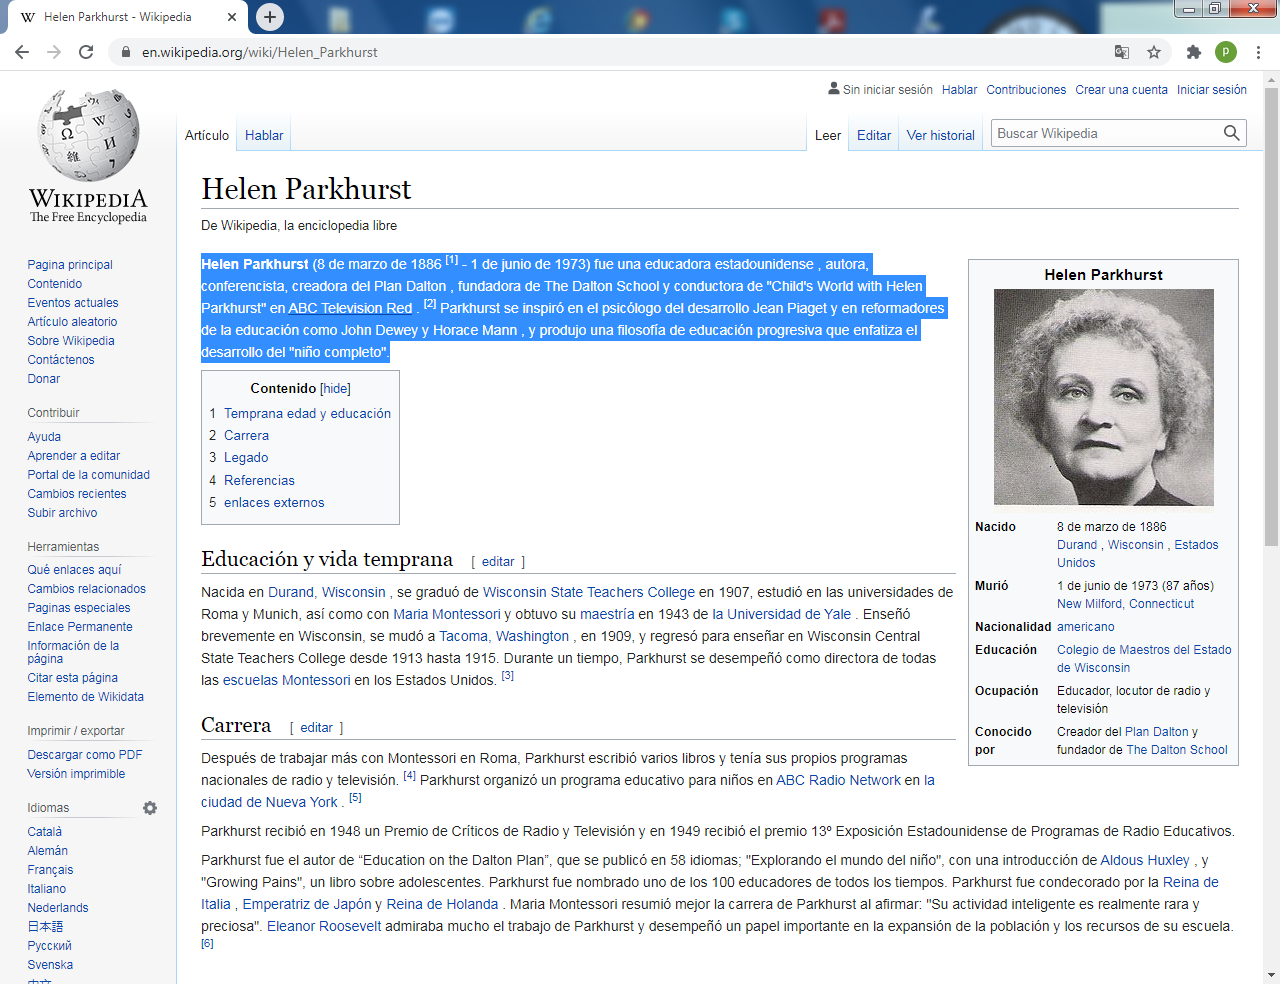 Helen Parkhurst - Wikipedia
en.wikipedia.org/wiki/Helen_Parkhurst
p
Sin iniciar sesión Hablar Contribuciones Crear una cuenta Iniciar sesión
Artículo Hablar Leer Editar Ver historial Buscar Wikipedia
WIKIPEDIA
The Free Encyclopedia
Pagina principal
Contenido
Eventos actuales
Artículo aleatorio
Sobre Wikipedia
Contáctenos
Donar
Contribuir
Ayuda
Aprender a editar
Portal de la comunidad
Cambios recientes
Subir archivo
Herramientas
Qué enlaces aquí
Cambios relacionados
Paginas especiales
Enlace Permanente
Información de la
página
Citar esta página
Elemento de Wikidata
Imprimir / exportar
Descargar como PDF
Versión imprimible
Idiomas
Català
Alemán
Français
Italiano
Nederlands
日本語
Русский
Svenska
中文
Helen Parkhurst
De Wikipedia, la enciclopedia libre
Helen Parkhurst (8 de marzo de 1886 [1] - 1 de junio de 1973) fue una educadora estadounidense , autora,
conferencista, creadora del Plan Dalton , fundadora de The Dalton School y conductora de "Child's World with Helen
Parkhurst" en ABC Television Red . [2] Parkhurst se inspiró en el psicólogo del desarrollo Jean Piaget y en reformadores
de la educación como John Dewey y Horace Mann , y produjo una filosofía de educación progresiva que enfatiza el
desarrollo del "niño completo".
Contenido [hide]
1 Temprana edad y educación
2 Carrera
3 Legado
4 Referencias
5 enlaces externos
Educación y vida temprana [ editar ]
Nacida en Durand, Wisconsin , se graduó de Wisconsin State Teachers College en 1907, estudió en las universidades de
Roma y Munich, así como con Maria Montessori y obtuvo su maestría en 1943 de la Universidad de Yale . Enseñó
brevemente en Wisconsin, se mudó a Tacoma, Washington , en 1909, y regresó para enseñar en Wisconsin Central
State Teachers College desde 1913 hasta 1915. Durante un tiempo, Parkhurst se desempeñó como directora de todas
las escuelas Montessori en los Estados Unidos. [3]
Carrera [ editar ]
Después de trabajar más con Montessori en Roma, Parkhurst escribió varios libros y tenía sus propios programas
nacionales de radio y televisión. [4] Parkhurst organizó un programa educativo para niños en ABC Radio Network en la
ciudad de Nueva York . [5]
Parkhurst recibió en 1948 un Premio de Críticos de Radio y Televisión y en 1949 recibió el premio 13º Exposición Estadounidense de Programas de Radio Educativos.
Parkhurst fue el autor de “Education on the Dalton Plan”, que se publicó en 58 idiomas; "Explorando el mundo del niño", con una introducción de Aldous Huxley , y
"Growing Pains", un libro sobre adolescentes. Parkhurst fue nombrado uno de los 100 educadores de todos los tiempos. Parkhurst fue condecorado por la Reina de
Italia , Emperatriz de Japón y Reina de Holanda . Maria Montessori resumió mejor la carrera de Parkhurst al afirmar: "Su actividad inteligente es realmente rara y
preciosa". Eleanor Roosevelt admiraba mucho el trabajo de Parkhurst y desempeñó un papel importante en la expansión de la población y los recursos de su escuela.
[6]
Helen Parkhurst
Nacido 8 de marzo de 1886
Durand , Wisconsin , Estados
Unidos
Murió 1 de junio de 1973 (87 años)
New Milford, Connecticut
Nacionalidad americano
Educación Colegio de Maestros del Estado
de Wisconsin
Ocupación Educador, locutor de radio y
televisión
Conocido Creador del Plan Dalton y
por fundador de The Dalton School